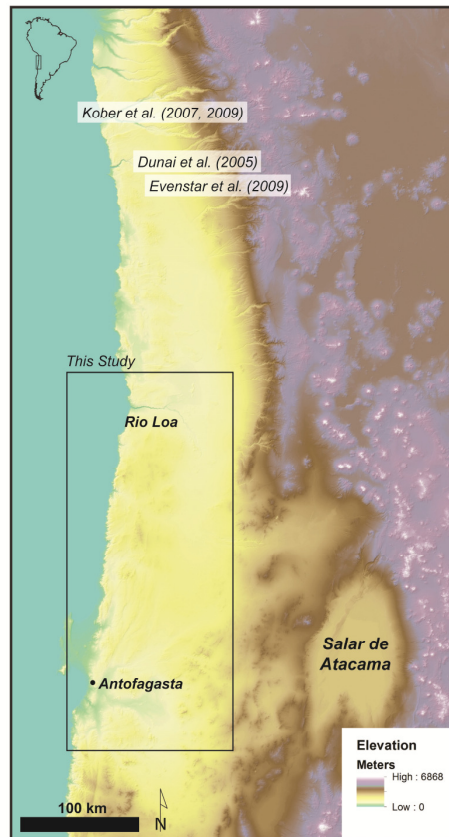 Kober et al. (2007, 2009)
Dunai et al. (2005)
Evenstar et al. (2009)
This Study
Rio Loa
Salar de
Atacama
Antofagasta
Elevation
Meters
High : 6868
Low : 0
100 km
N